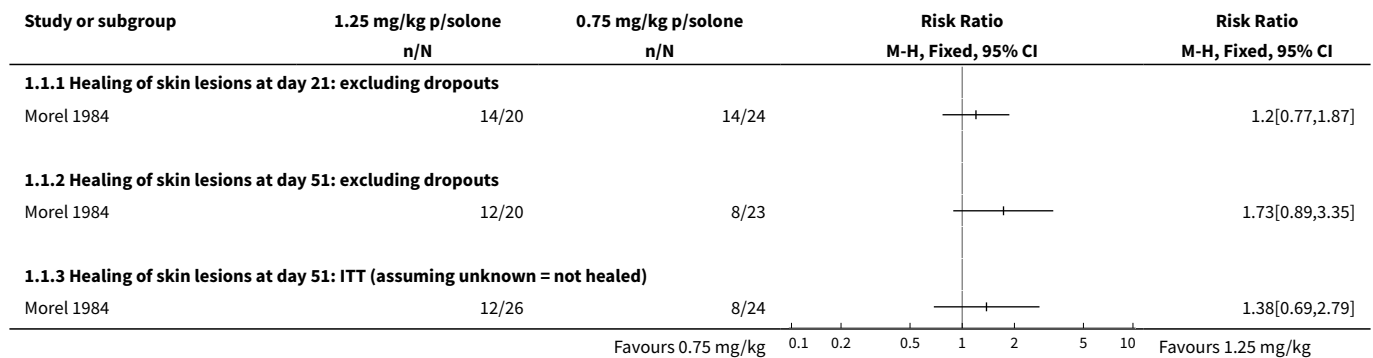 Study or subgroup 1.25 mg/kg p/solone 0.75 mg/kg p/solone Risk Ratio Risk Ratio
n/N n/N M-H, Fixed, 95% CI M-H, Fixed, 95% CI
1.1.1 Healing of skin lesions at day 21: excluding dropouts
Morel 1984 14/20 14/24 1.2[0.77,1.87]
1.1.2 Healing of skin lesions at day 51: excluding dropouts
Morel 1984 12/20 8/23 1.73[0.89,3.35]
1.1.3 Healing of skin lesions at day 51: ITT (assuming unknown = not healed)
Morel 1984 12/26 8/24 1.38[0.69,2.79]
Favours 0.75 mg/kg 0.1 0.2 0.5 1 2 5 10 Favours 1.25 mg/kg